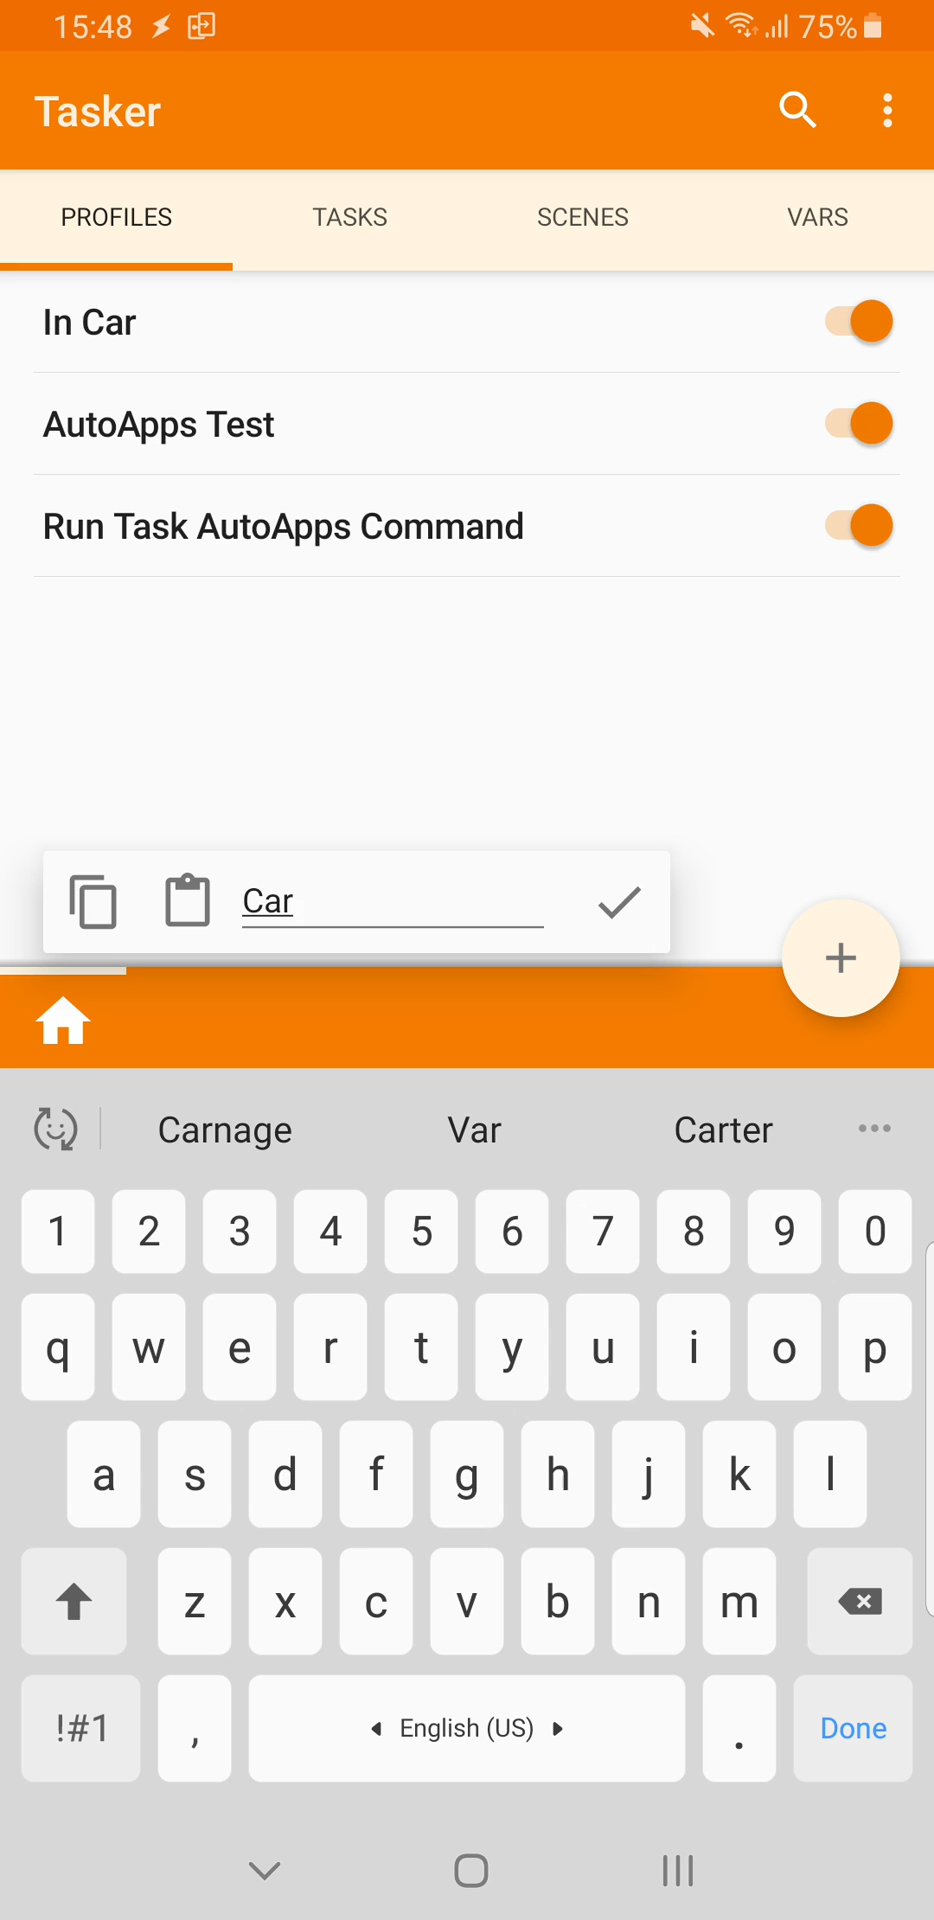 15:48 75%
Tasker
PROFILES TASKS SCENES VARS
In Car
AutoApps Test
Run Task AutoApps Command
Car
Carnage Var Carter
1 2 3 4 5 6 7 8 9 0
q w e r t y u i o p
a s d f g h j k l
z x c v b n m
!#1 , English (US) . Done